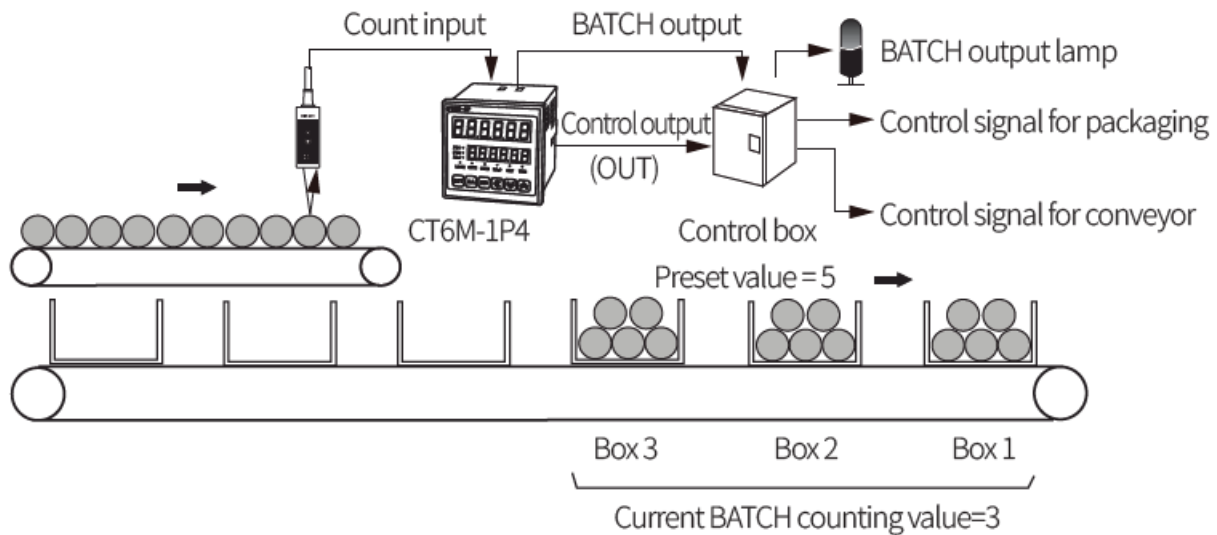 Count input
BATCH output
BATCH output lamp
Control output
(OUT)
Control signal for packaging
CT6M-1P4
Control box
Control signal for conveyor
Preset value = 5
Box 3
Box 2
Box 1
Current BATCH counting value=3